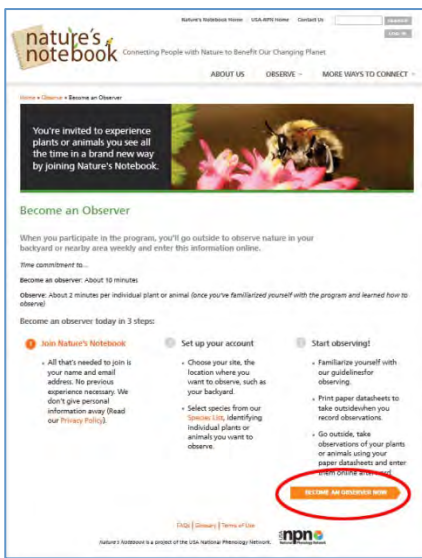 Nature's Notebook Home USA-NPN Home Contact Us
nature's
notebook
Connecting People with Nature to Benefit Our Changing Planet
ABOUT US OBSERVE MORE WAYS TO CONNECT
Home » Observe » Become an Observer
You're invited to experience
plants or animals you see all
the time in a brand new way
by joining Nature's Notebook.
Become an Observer
When you participate in the program, you'll go outside to observe nature in your
backyard or nearby area weekly and enter this information online.
Time commitment to...
Become an observer: About 10 minutes
Observe: About 2 minutes per individual plant or animal (once you've familiarized yourself with the program and learned how to
observe)
Become an observer today in 3 steps:
1 Join Nature's Notebook
• All that's needed to join is
your name and email
address. No previous
experience necessary. We
don't give personal
information away (Read
our Privacy Policy).
Set up your account
• Choose your site, the
location where you
want to observe, such as
your backyard.
• Select species from our
Species List, identifying
individual plants or
animals you want to
observe.
Start observing!
• Familiarize yourself with
our guidelinesfor
observing.
• Print paper datasheets to
take outsidewhen you
record observations.
• Go outside, take
observations of your plants
or animals using your
paper datasheets and enter
them online afterward.
BECOME AN OBSERVER NOW
FAQs | Glossary | Terms of Use
Nature's Notebook is a project of the USA National Phenology Network.
npn
National Phenology Network